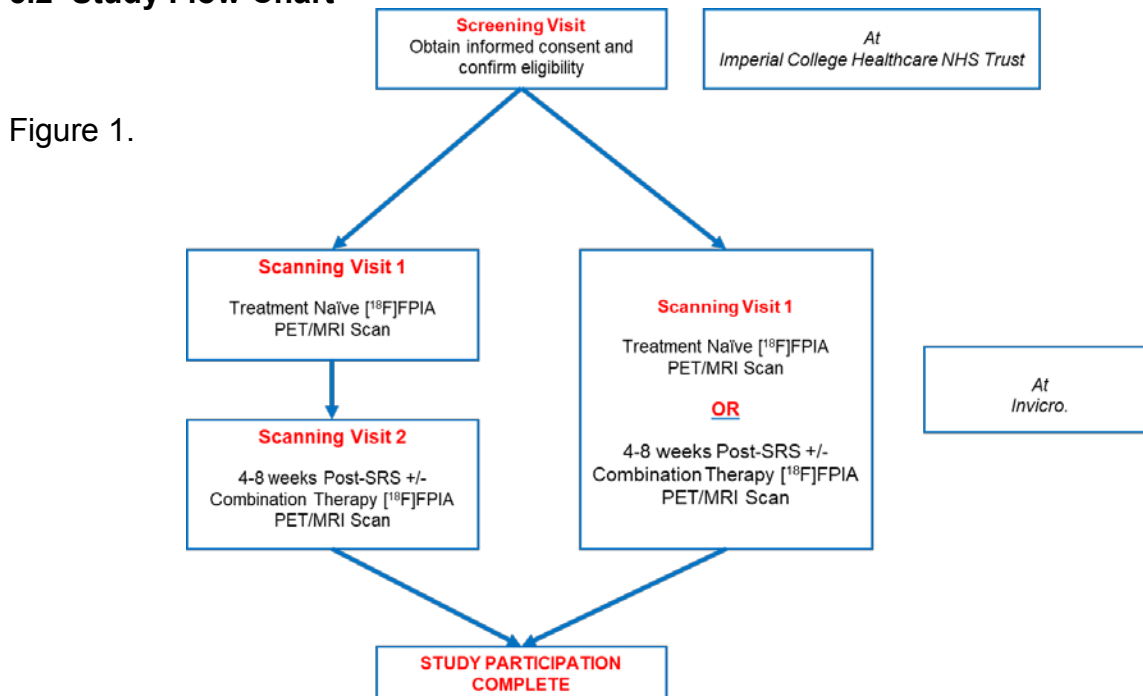 Study Flow Chart
Screening Visit
Obtain informed consent and
confirm eligibility
At
Imperial College Healthcare NHS Trust
Figure 1.
Scanning Visit 1
Treatment Naïve [¹⁸F]FPIA
PET/MRI Scan
Scanning Visit 2
4-8 weeks Post-SRS +/-
Combination Therapy [¹⁸F]FPIA
PET/MRI Scan
Scanning Visit 1
Treatment Naïve [¹⁸F]FPIA
PET/MRI Scan
OR
4-8 weeks Post-SRS +/-
Combination Therapy [¹⁸F]FPIA
PET/MRI Scan
At
Invicro.
STUDY PARTICIPATION
COMPLETE